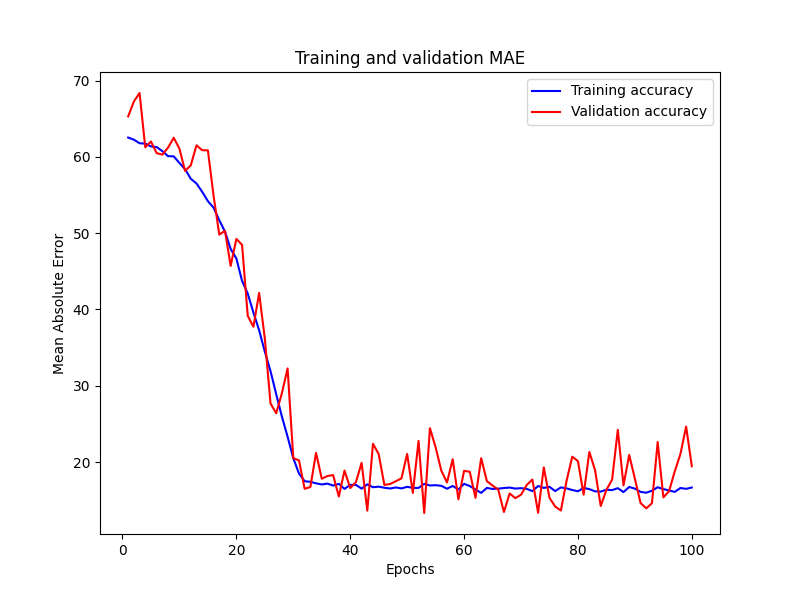 Training and validation MAE
Training accuracy
Validation accuracy
Mean Absolute Error
70
60
50
40
30
20
0 20 40 60 80 100
Epochs